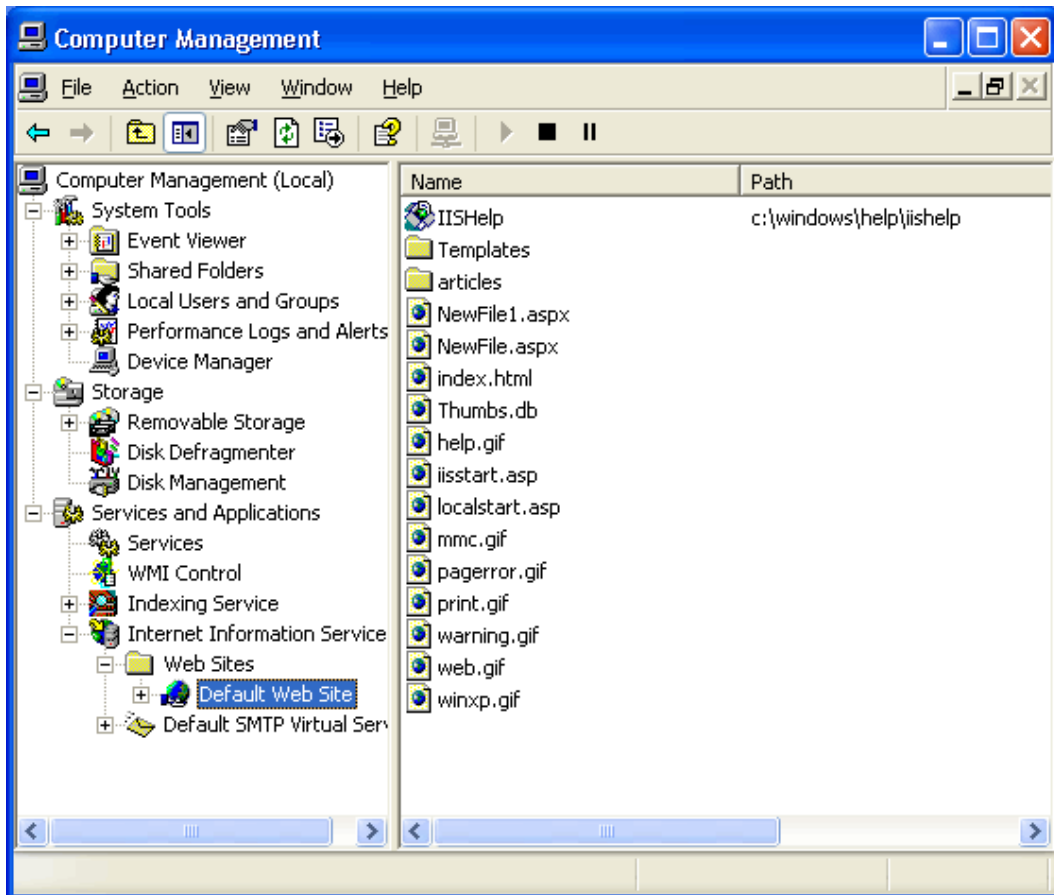 Computer Management
File Action View Window Help
Computer Management (Local)
System Tools
Event Viewer
Shared Folders
Local Users and Groups
Performance Logs and Alerts
Device Manager
Storage
Removable Storage
Disk Defragmenter
Disk Management
Services and Applications
Services
WMI Control
Indexing Service
Internet Information Service
Web Sites
Default Web Site
Default SMTP Virtual Serv
Name Path
IISHelp c:\windows\help\iishelp
Templates
articles
NewFile1.aspx
NewFile.aspx
index.html
Thumbs.db
help.gif
iisstart.asp
localstart.asp
mmc.gif
pagerror.gif
print.gif
warning.gif
web.gif
winxp.gif